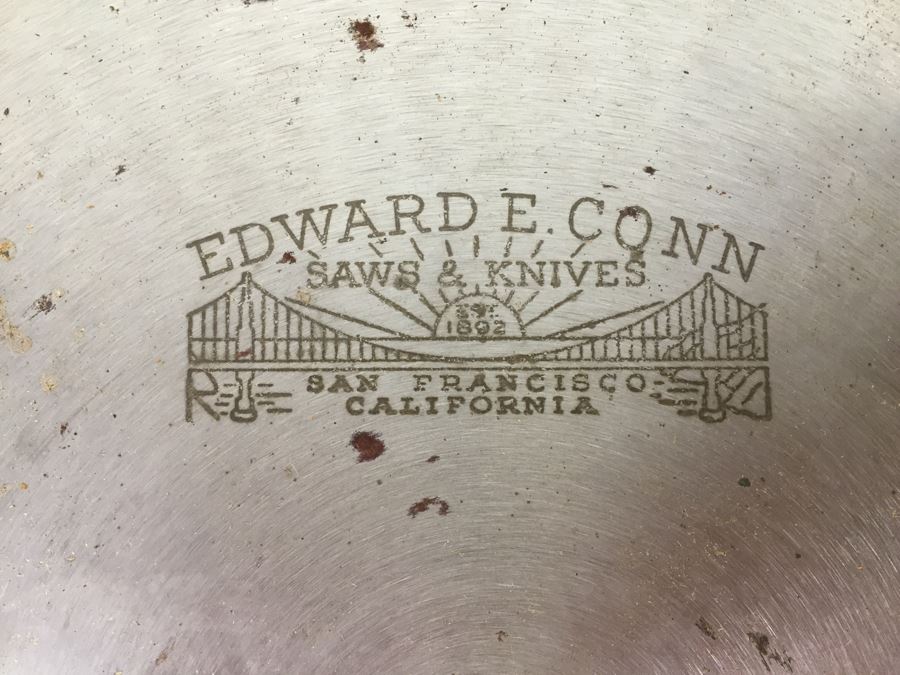 EDWARD E. CONN
SAWS & KNIVES
EST.
1892
SAN FRANCISCO
CALIFORNIA